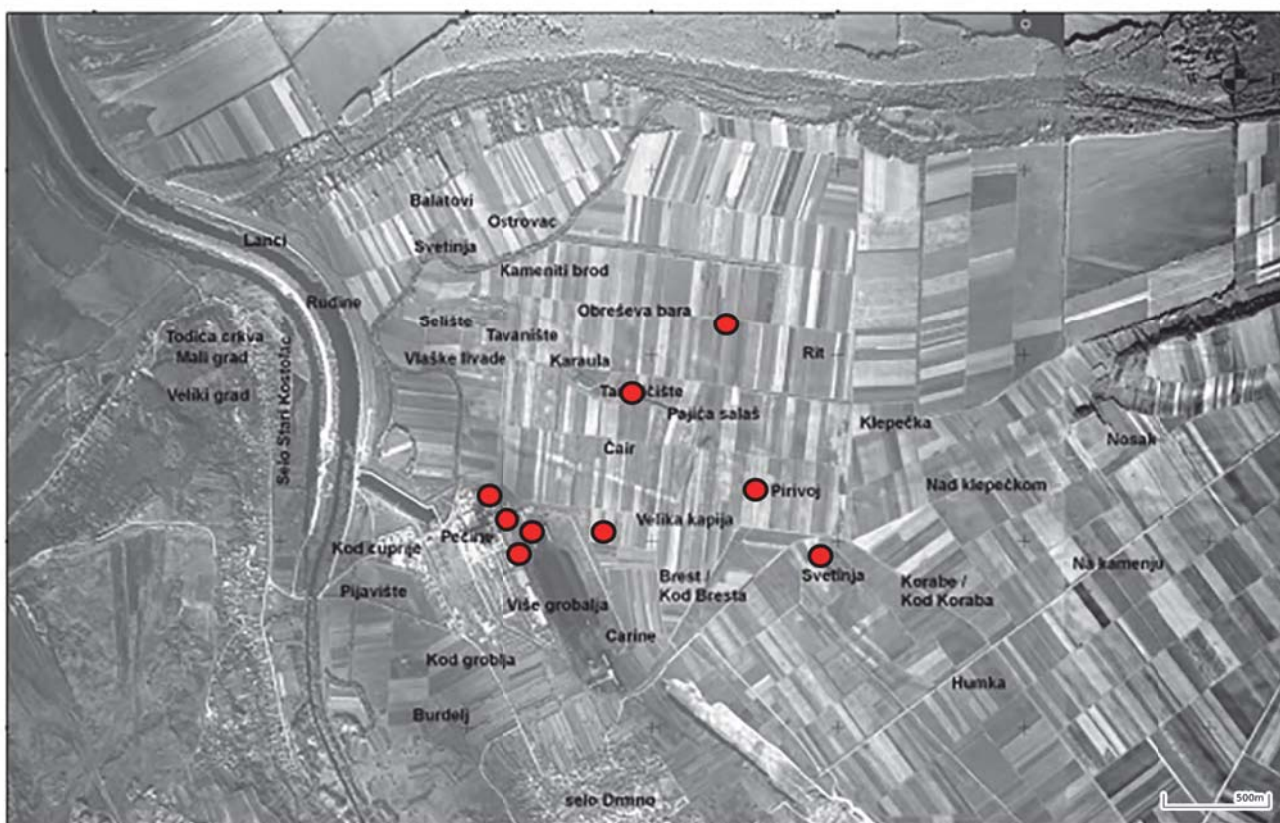 Balatovi
Ostrovac
Lanci
Svetinja
Kameniti brod
Rudine
Obreševa bara
Selište
Todića crkva
Tavanište
Rit
Mali grad
Vlaške livade
Karaula
Veliki grad
Pajića salaš
Klepečka
Selo Stari Kostolac
Čair
Nosak
Nad klepečkom
Pirivoj
Velika kapija
Pećine
Kod ćuprije
Na kamenju
Brest /
Kod Bresta
Svetinja
Korabe /
Kod Koraba
Pijavište
Više grobalja
Carine
Kod groblja
Humka
Burdelj
selo Drmno
500m